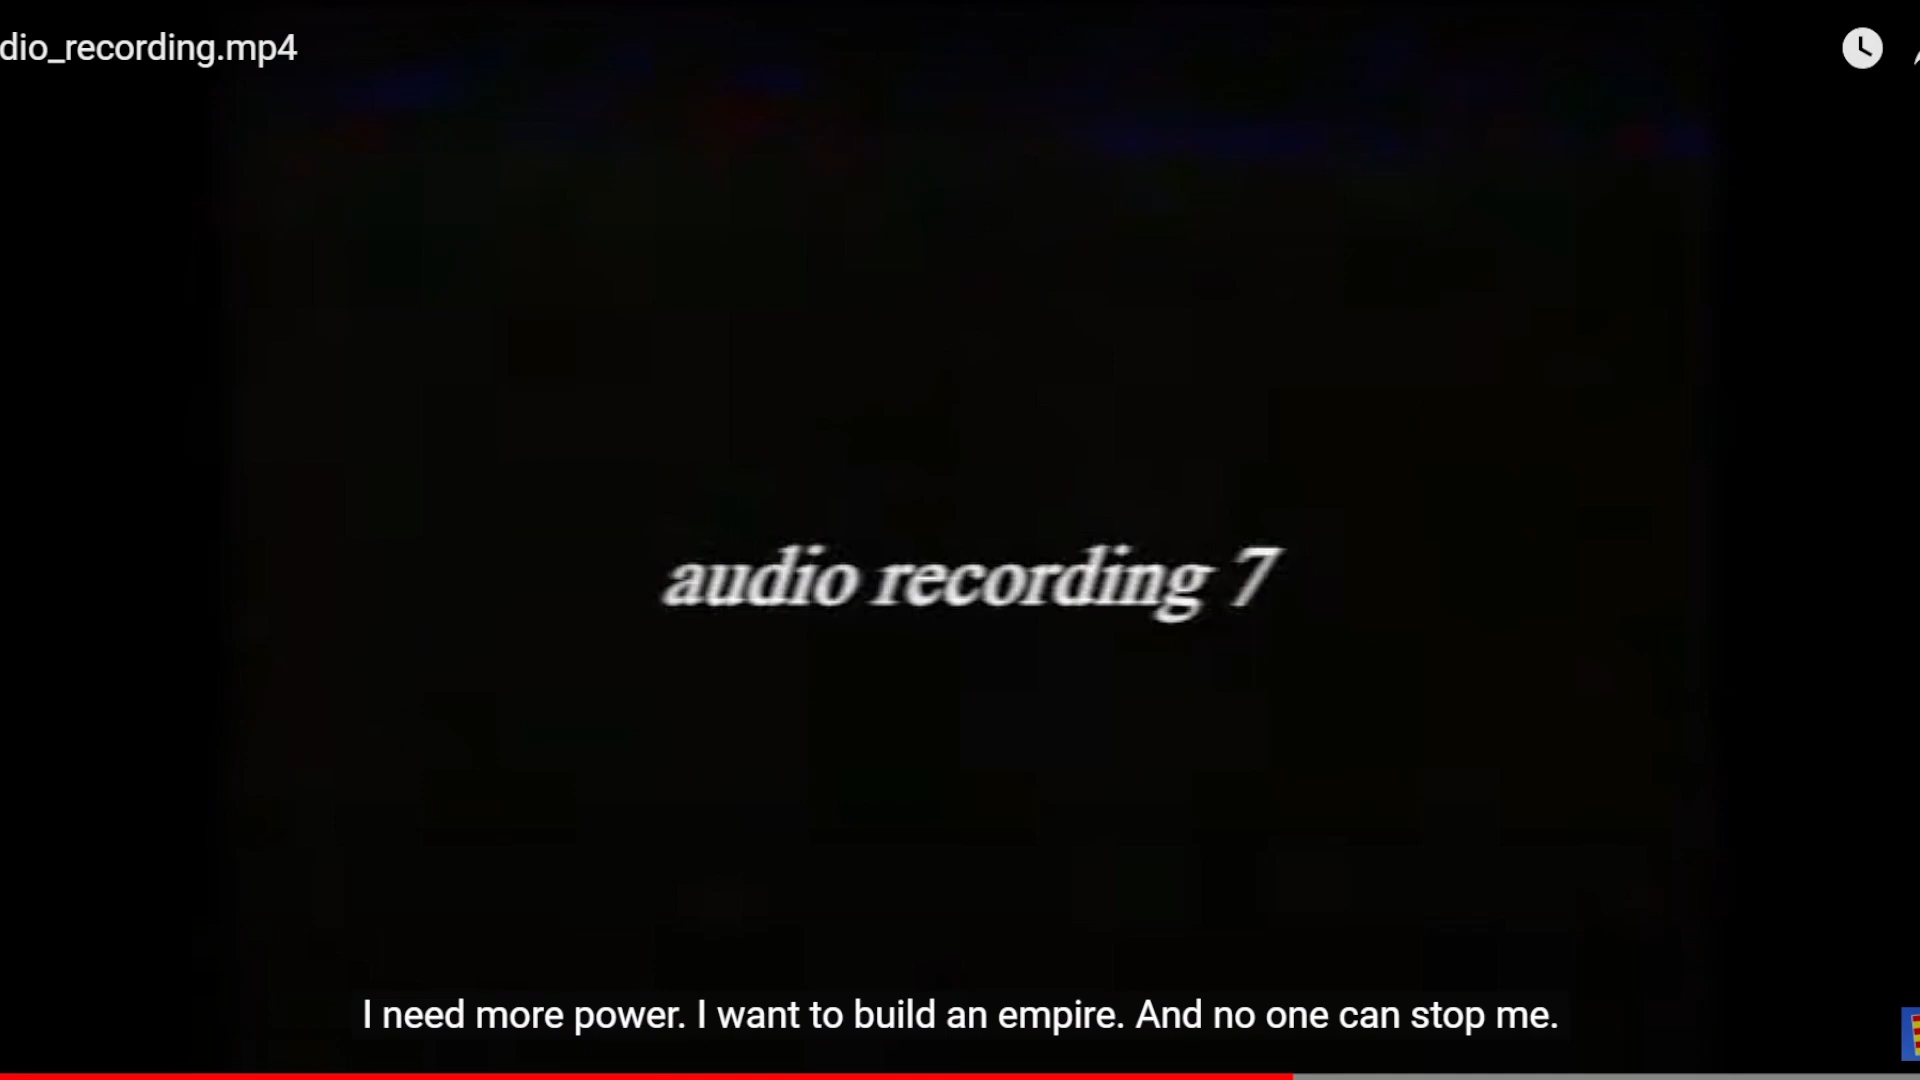 dio_recording.mp4
audio recording 7
I need more power. I want to build an empire. And no one can stop me.